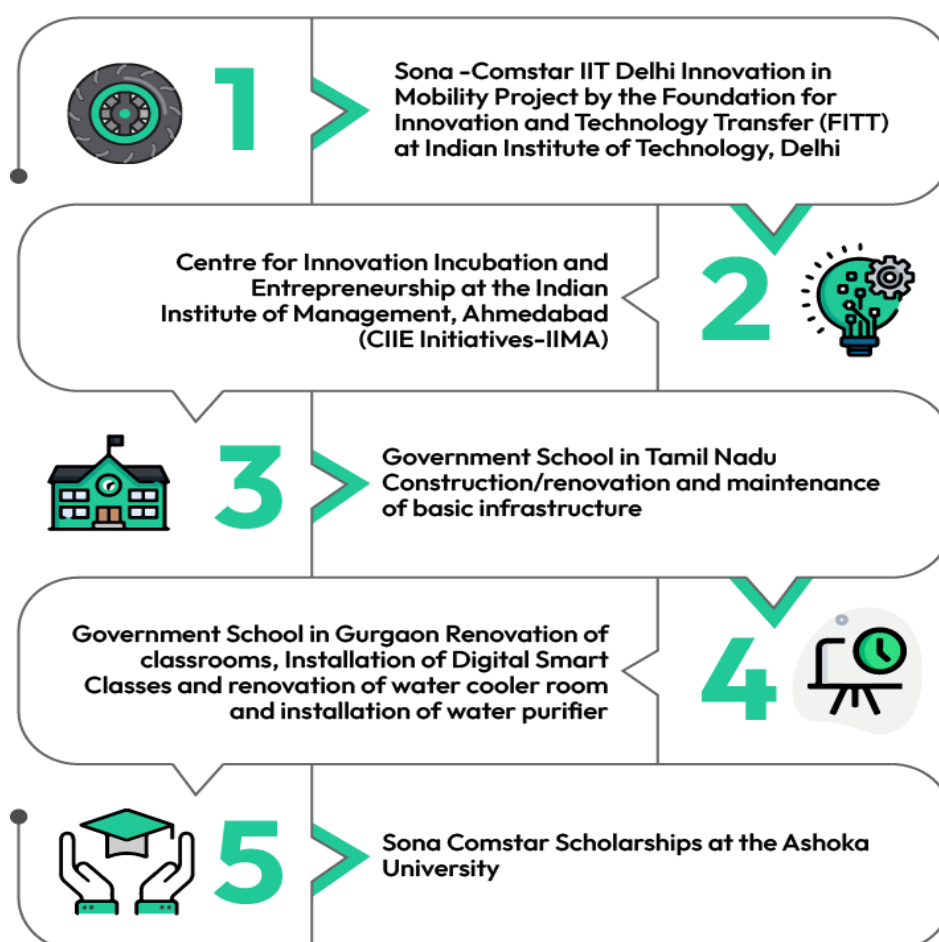 1
Sona -Comstar IIT Delhi Innovation in
Mobility Project by the Foundation for
Innovation and Technology Transfer (FITT)
at Indian Institute of Technology, Delhi
2
Centre for Innovation Incubation and
Entrepreneurship at the Indian
Institute of Management, Ahmedabad
(CIIE Initiatives-IIMA)
3
Government School in Tamil Nadu
Construction/renovation and maintenance
of basic infrastructure
4
Government School in Gurgaon Renovation of
classrooms, Installation of Digital Smart
Classes and renovation of water cooler room
and installation of water purifier
5
Sona Comstar Scholarships at the Ashoka
University